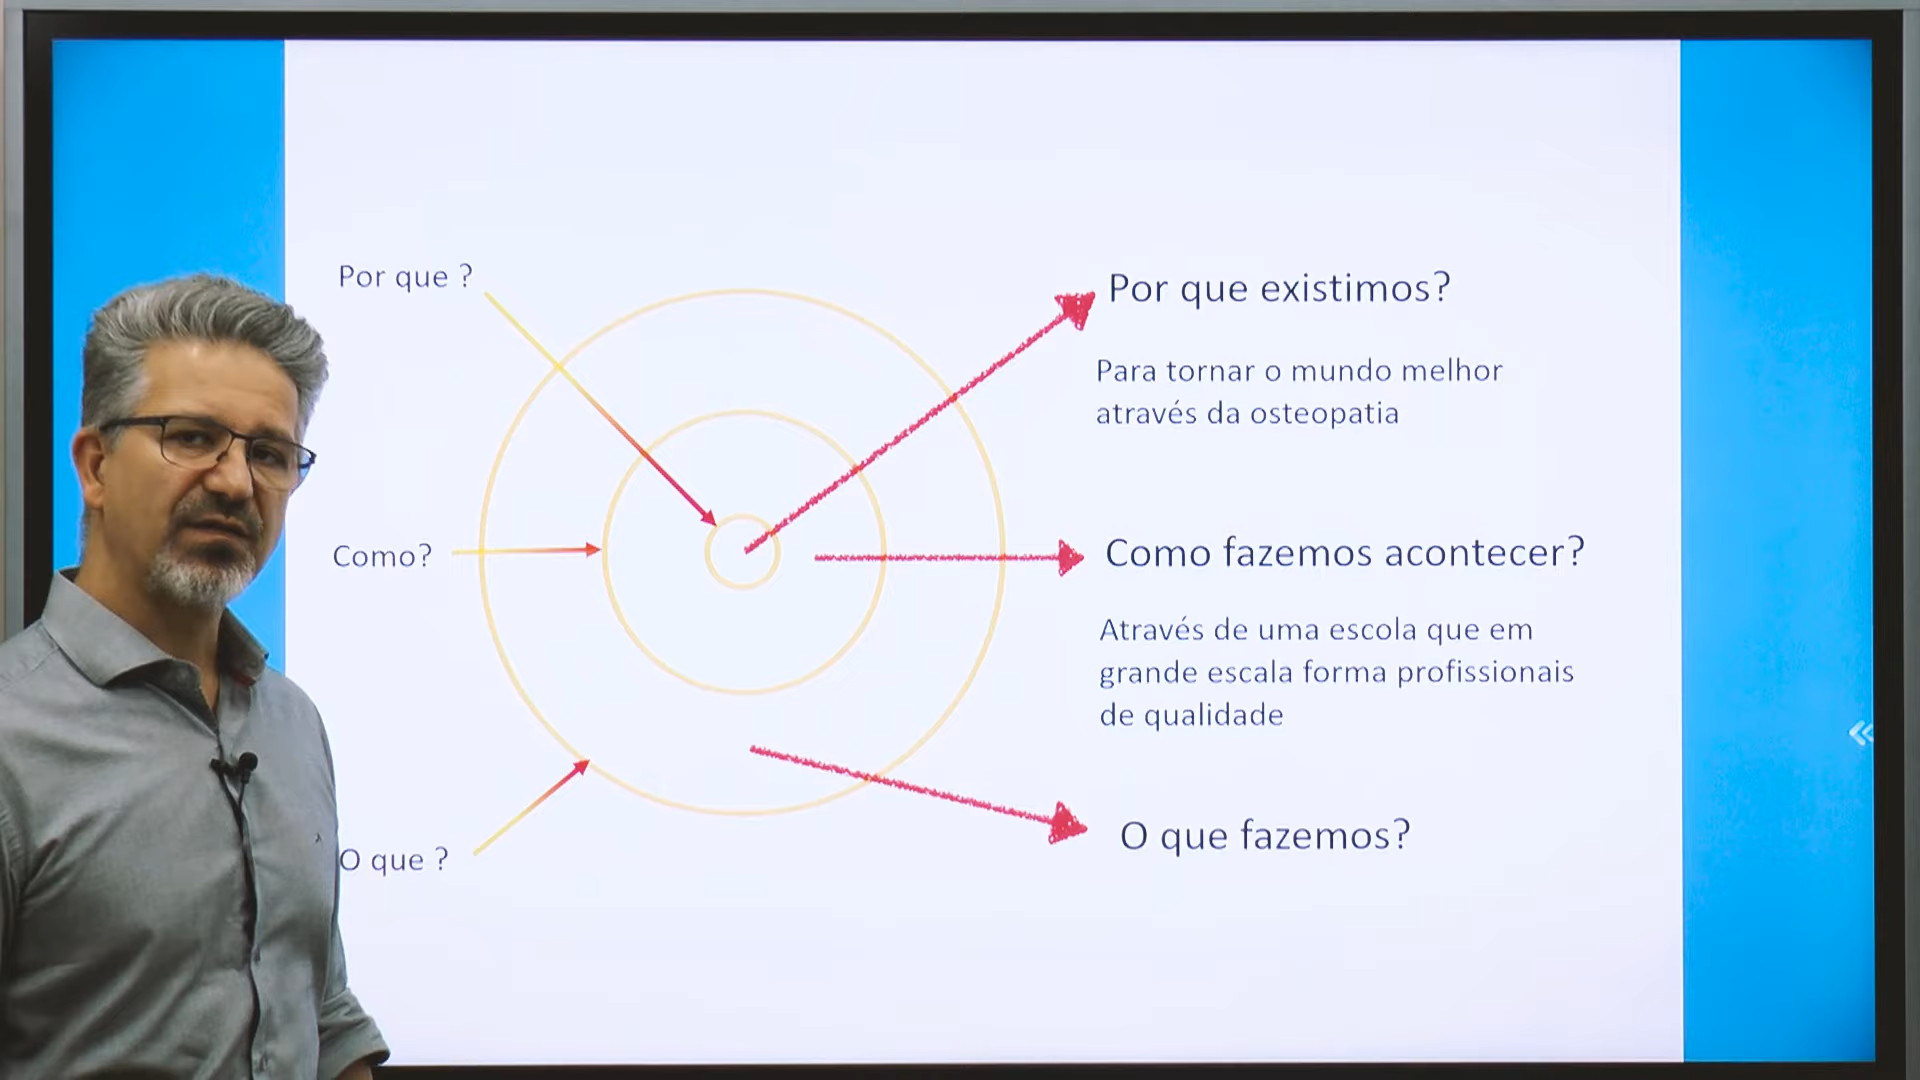 Por que ?
Como?
O que ?
Por que existimos?
Para tornar o mundo melhor
através da osteopatia
Como fazemos acontecer?
Através de uma escola que em
grande escala forma profissionais
de qualidade
O que fazemos?